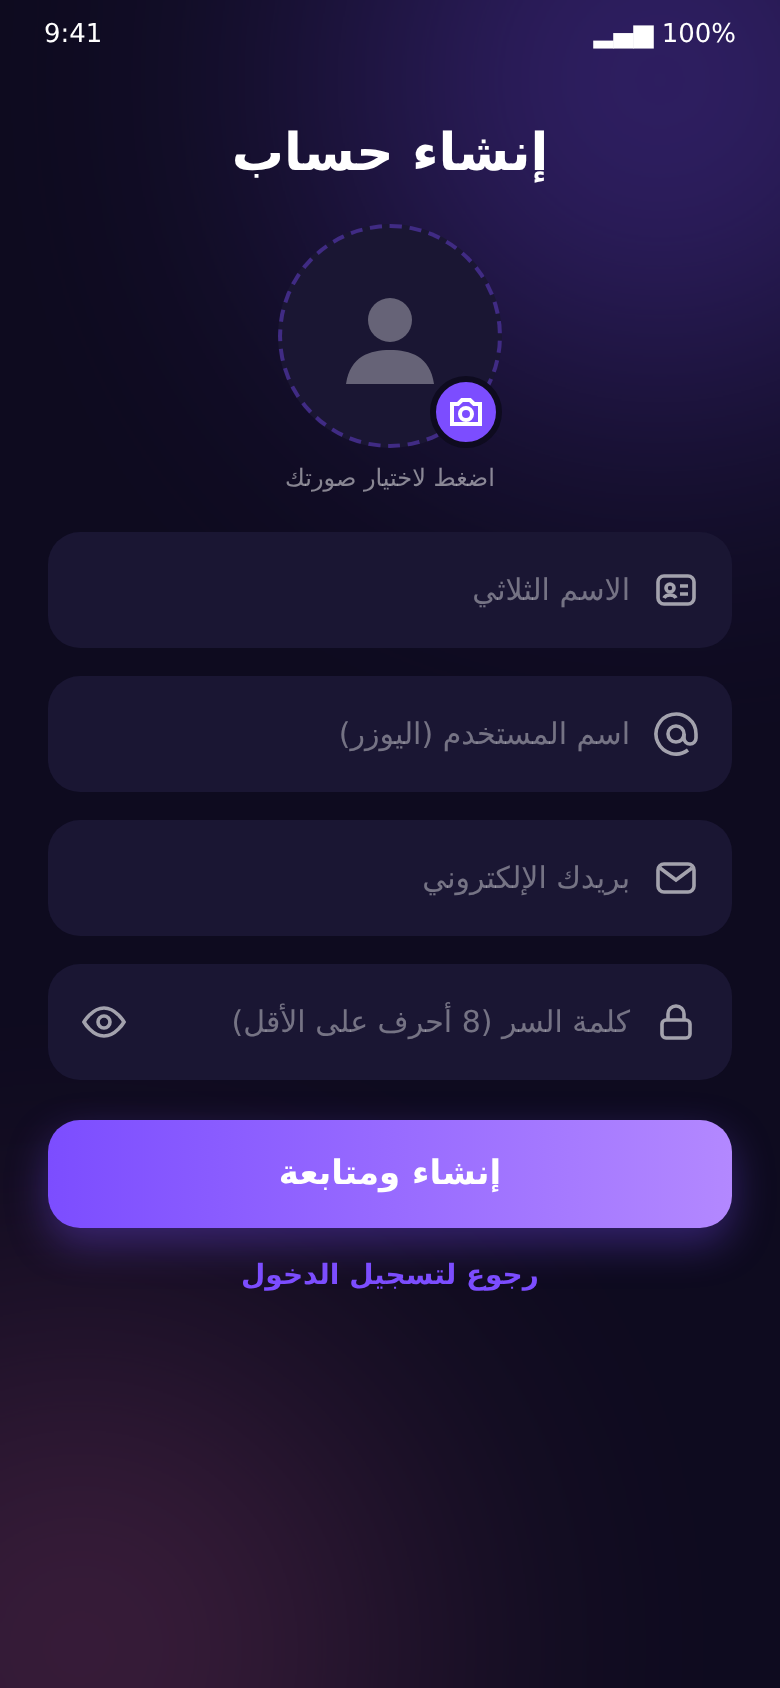 9:41 100%
إنشاء حساب
اضغط لاختيار صورتك
الاسم الثلاثي
اسم المستخدم (اليوزر)
بريدك الإلكتروني
كلمة السر (8 أحرف على الأقل)
إنشاء ومتابعة
رجوع لتسجيل الدخول